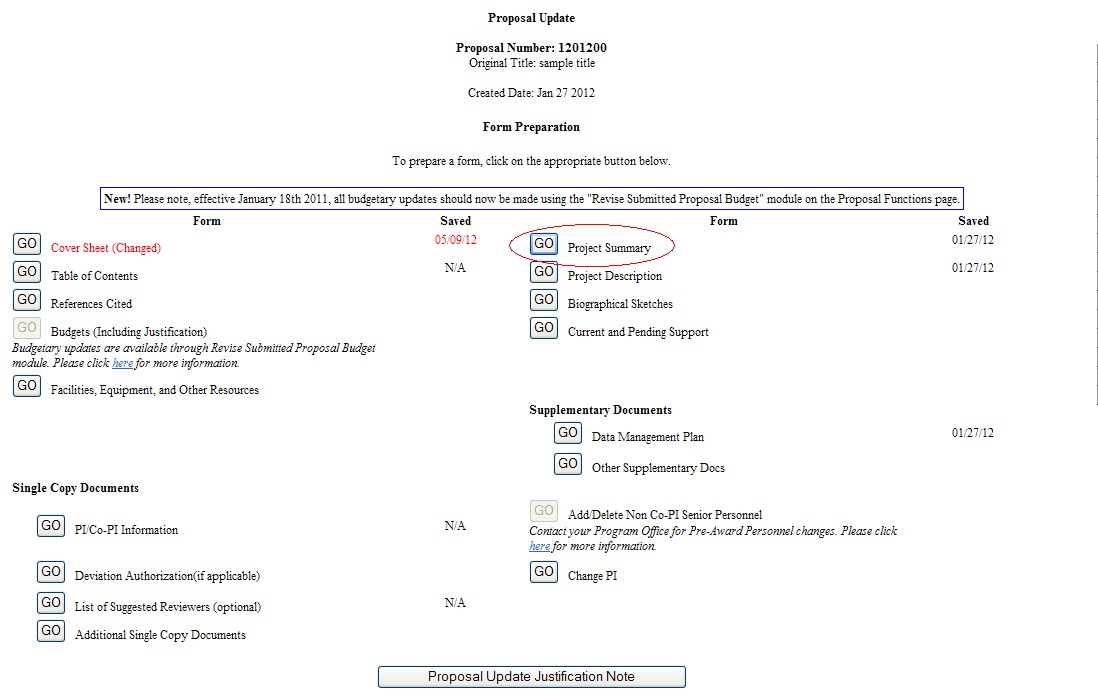 Proposal Update
Proposal Number: 1201200
Original Title: sample title
Created Date: Jan 27 2012
Form Preparation
To prepare a form, click on the appropriate button below.
New! Please note, effective January 18th 2011, all budgetary updates should now be made using the "Revise Submitted Proposal Budget" module on the Proposal Functions page.
Form Saved Form Saved
GO Cover Sheet (Changed) 05/09/12 GO Project Summary 01/27/12
GO Table of Contents N/A GO Project Description 01/27/12
GO References Cited GO Biographical Sketches
GO Budgets (Including Justification) GO Current and Pending Support
Budgetary updates are available through Revise Submitted Proposal Budget
module. Please click here for more information.
GO Facilities, Equipment, and Other Resources
Supplementary Documents
GO Data Management Plan 01/27/12
GO Other Supplementary Docs
Single Copy Documents
GO Add/Delete Non Co-PI Senior Personnel
GO PI/Co-PI Information N/A
Contact your Program Office for Pre-Award Personnel changes. Please click
here for more information.
GO Deviation Authorization(if applicable) GO Change PI
GO List of Suggested Reviewers (optional) N/A
GO Additional Single Copy Documents
Proposal Update Justification Note